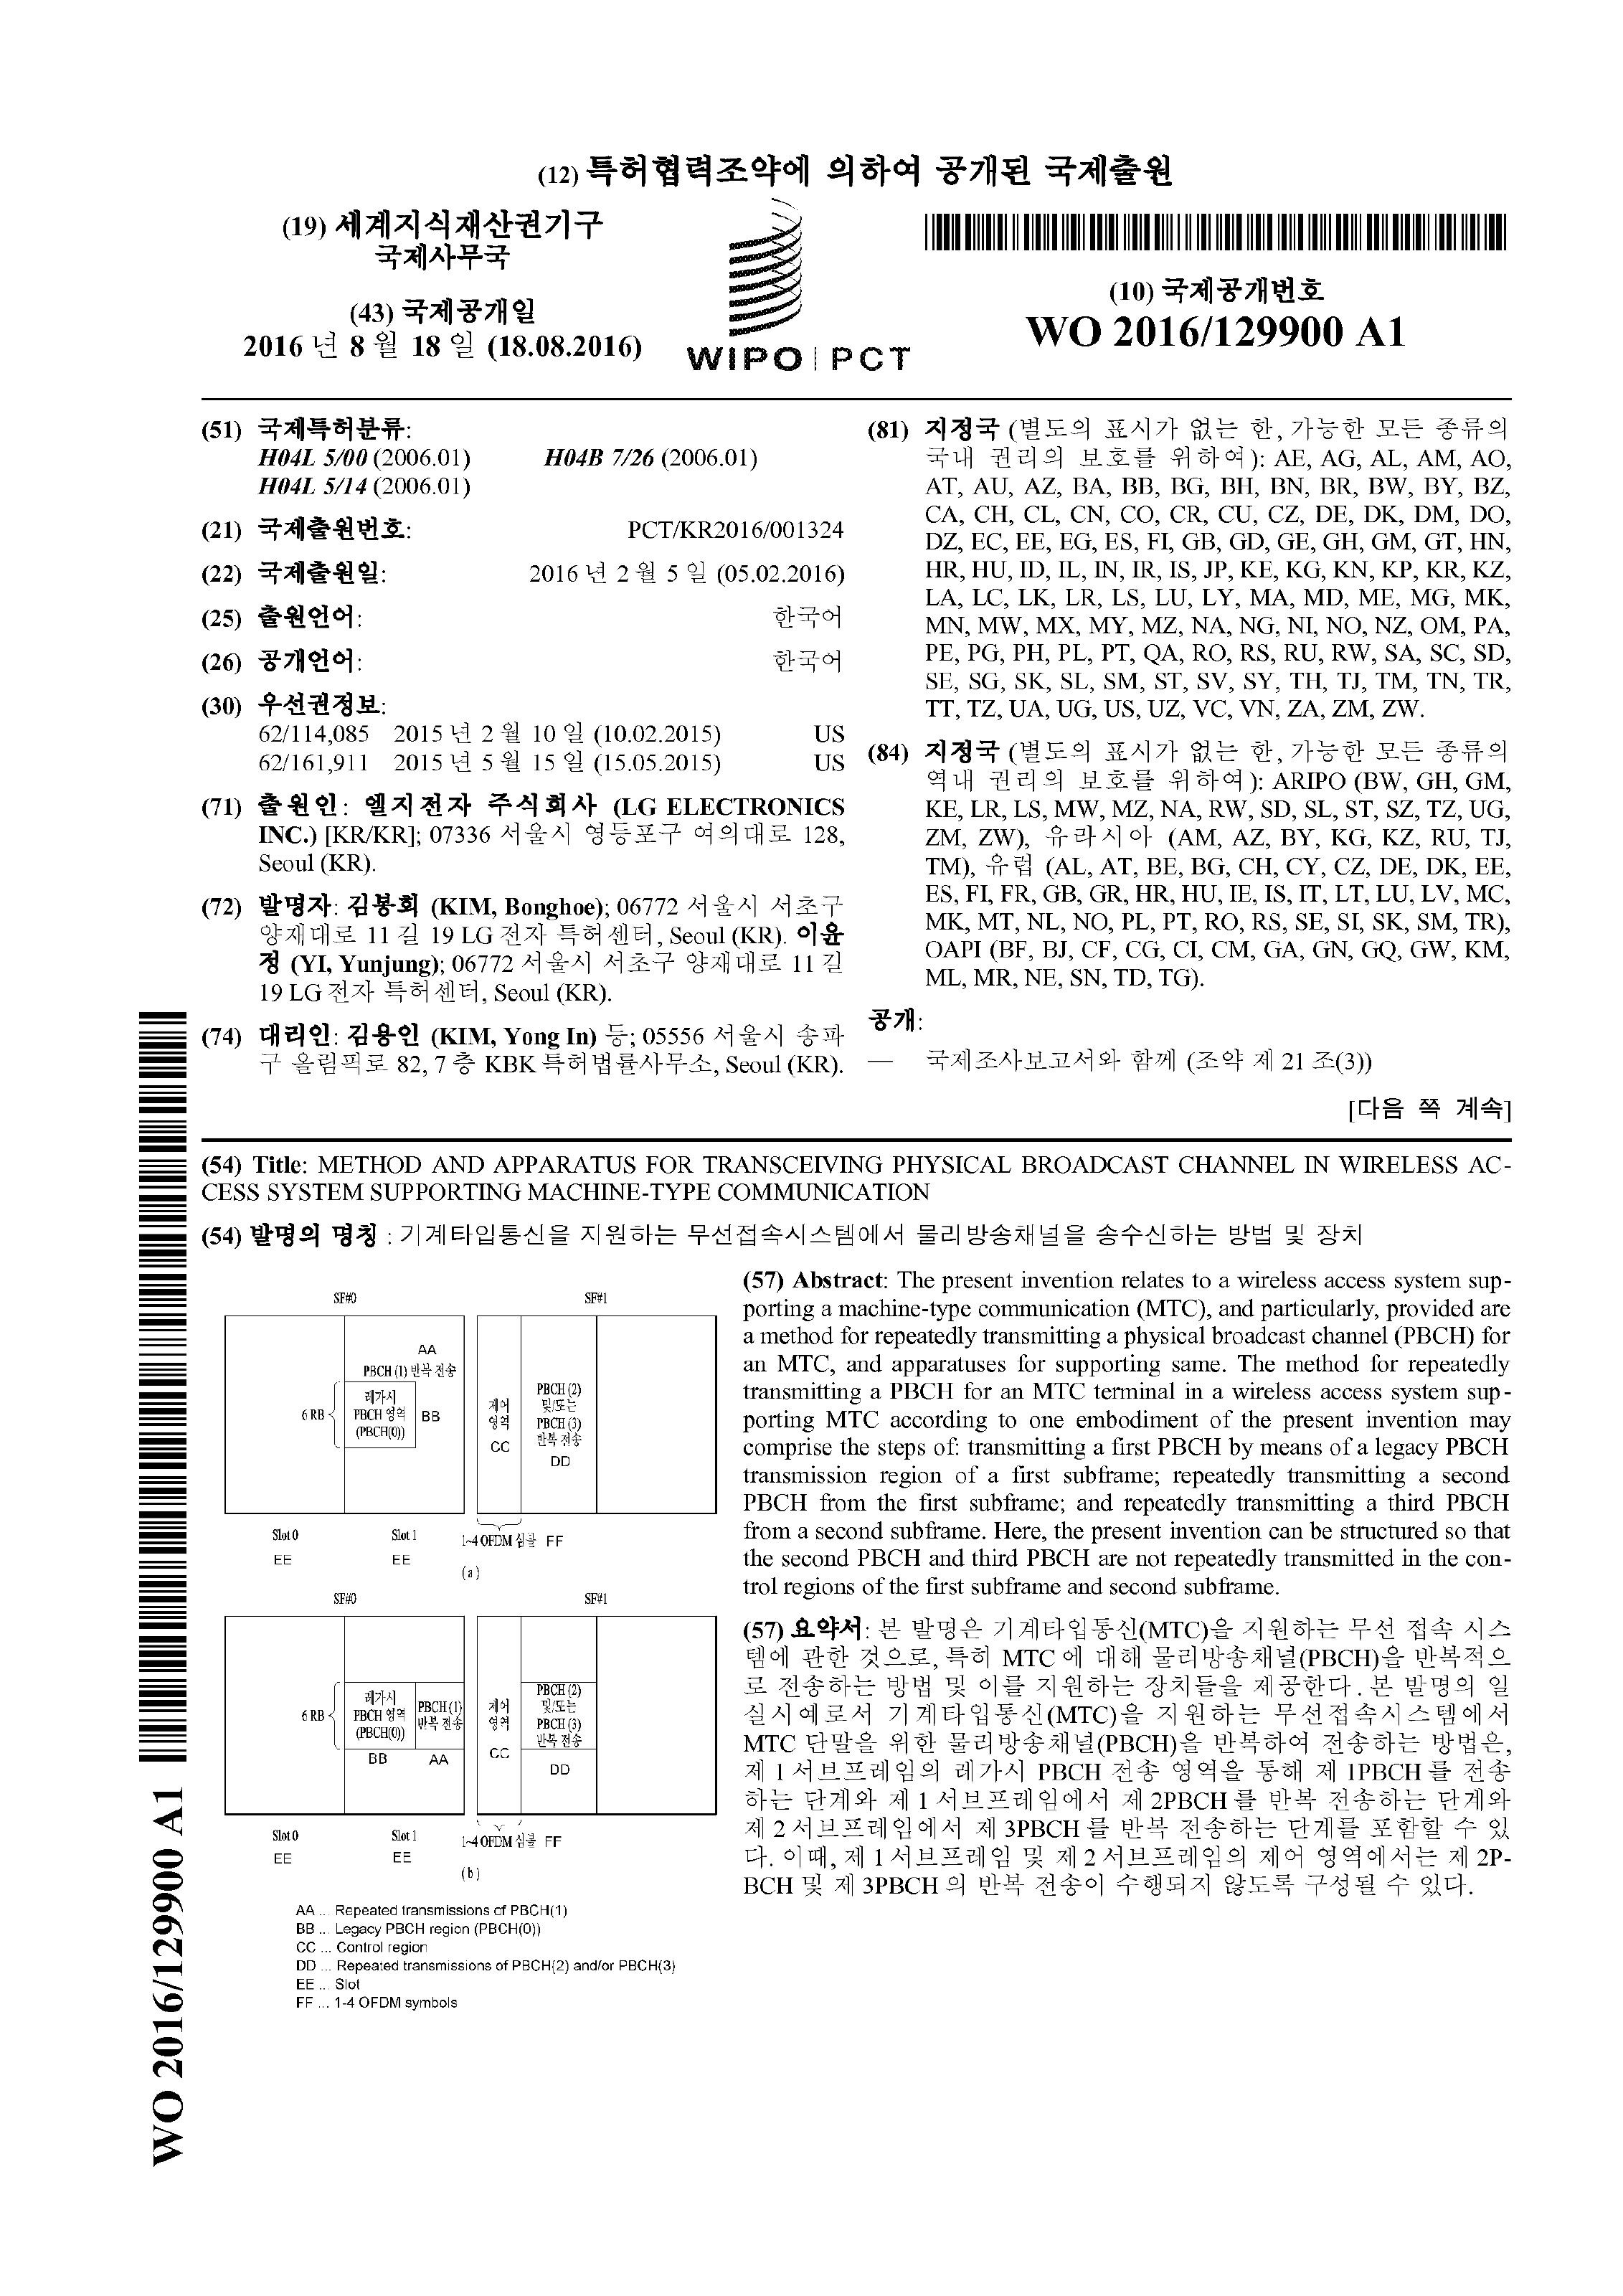 (12) 특허협력조약에 의하여 공개된 국제출원
(19) 세계지식재산권기구
국제사무국
(43) 국제공개일
2016 년 8 월 18 일 (18.08.2016)
WIPO | PCT
(10) 국제공개번호
WO 2016/129900 A1
(51) 국제특허분류:
H04L 5/00 (2006.01) H04B 7/26 (2006.01)
H04L 5/14 (2006.01)
(21) 국제출원번호: PCT/KR2016/001324
(22) 국제출원일: 2016 년 2 월 5 일 (05.02.2016)
(25) 출원언어: 한국어
(26) 공개언어: 한국어
(30) 우선권정보:
62/114,085 2015 년 2 월 10 일 (10.02.2015) US
62/161,911 2015 년 5 월 15 일 (15.05.2015) US
(71) 출원인: 엘지전자 주식회사 (LG ELECTRONICS
INC.) [KR/KR]; 07336 서울시 영등포구 여의대로 128,
Seoul (KR).
(72) 발명자: 김봉회 (KIM, Bonghoe); 06772 서울시 서초구
양재대로 11 길 19 LG 전자 특허센터, Seoul (KR). 이윤
정 (YI, Yunjung); 06772 서울시 서초구 양재대로 11 길
19 LG 전자 특허센터, Seoul (KR).
(74) 대리인: 김용인 (KIM, Yong In) 등; 05556 서울시 송파
구 올림픽로 82, 7 층 KBK 특허법률사무소, Seoul (KR).
(81) 지정국 (별도의 표시가 없는 한, 가능한 모든 종류의
국내 권리의 보호를 위하여): AE, AG, AL, AM, AO,
AT, AU, AZ, BA, BB, BG, BH, BN, BR, BW, BY, BZ,
CA, CH, CL, CN, CO, CR, CU, CZ, DE, DK, DM, DO,
DZ, EC, EE, EG, ES, FI, GB, GD, GE, GH, GM, GT, HN,
HR, HU, ID, IL, IN, IR, IS, JP, KE, KG, KN, KP, KR, KZ,
LA, LC, LK, LR, LS, LU, LY, MA, MD, ME, MG, MK,
MN, MW, MX, MY, MZ, NA, NG, NI, NO, NZ, OM, PA,
PE, PG, PH, PL, PT, QA, RO, RS, RU, RW, SA, SC, SD,
SE, SG, SK, SL, SM, ST, SV, SY, TH, TJ, TM, TN, TR,
TT, TZ, UA, UG, US, UZ, VC, VN, ZA, ZM, ZW.
(84) 지정국 (별도의 표시가 없는 한, 가능한 모든 종류의
역내 권리의 보호를 위하여): ARIPO (BW, GH, GM,
KE, LR, LS, MW, MZ, NA, RW, SD, SL, ST, SZ, TZ, UG,
ZM, ZW), 유라시아 (AM, AZ, BY, KG, KZ, RU, TJ,
TM), 유럽 (AL, AT, BE, BG, CH, CY, CZ, DE, DK, EE,
ES, FI, FR, GB, GR, HR, HU, IE, IS, IT, LT, LU, LV, MC,
MK, MT, NL, NO, PL, PT, RO, RS, SE, SI, SK, SM, TR),
OAPI (BF, BJ, CF, CG, CI, CM, GA, GN, GQ, GW, KM,
ML, MR, NE, SN, TD, TG).
공개:
— 국제조사보고서와 함께 (조약 제 21 조(3))
[다음 쪽 계속]
(54) Title: METHOD AND APPARATUS FOR TRANSCEIVING PHYSICAL BROADCAST CHANNEL IN WIRELESS AC-
CESS SYSTEM SUPPORTING MACHINE-TYPE COMMUNICATION
(54) 발명의 명칭 : 기계타입통신을 지원하는 무선접속시스템에서 물리방송채널을 송수신하는 방법 및 장치
SF#0 SF#1
AA
PBCH (1) 반복 전송
6 RB
레가시
PBCH 영역
(PBCH(0))
BB
제어
영역
CC
PBCH (2)
및/또는
PBCH (3)
반복 전송
DD
Slot 0 Slot 1 1~4 OFDM 심볼 FF
EE EE
(a)
SF#0 SF#1
6 RB
레가시
PBCH 영역
(PBCH(0))
BB
PBCH (1)
반복 전송
AA
제어
영역
CC
PBCH (2)
및/또는
PBCH (3)
반복 전송
DD
Slot 0 Slot 1 1~4 OFDM 심볼 FF
EE EE
(b)
AA ... Repeated transmissions of PBCH(1)
BB ... Legacy PBCH region (PBCH(0))
CC ... Control region
DD ... Repeated transmissions of PBCH(2) and/or PBCH(3)
EE ... Slot
FF ... 1-4 OFDM symbols
(57) Abstract: The present invention relates to a wireless access system sup-
porting a machine-type communication (MTC), and particularly, provided are
a method for repeatedly transmitting a physical broadcast channel (PBCH) for
an MTC, and apparatuses for supporting same. The method for repeatedly
transmitting a PBCH for an MTC terminal in a wireless access system sup-
porting MTC according to one embodiment of the present invention may
comprise the steps of: transmitting a first PBCH by means of a legacy PBCH
transmission region of a first subframe; repeatedly transmitting a second
PBCH from the first subframe; and repeatedly transmitting a third PBCH
from a second subframe. Here, the present invention can be structured so that
the second PBCH and third PBCH are not repeatedly transmitted in the con-
trol regions of the first subframe and second subframe.
(57) 요약서: 본 발명은 기계타입통신(MTC)을 지원하는 무선 접속 시스
템에 관한 것으로, 특히 MTC 에 대해 물리방송채널(PBCH)을 반복적으
로 전송하는 방법 및 이를 지원하는 장치들을 제공한다. 본 발명의 일
실시예로서 기계타입통신(MTC)을 지원하는 무선접속시스템에서
MTC 단말을 위한 물리방송채널(PBCH)을 반복하여 전송하는 방법은,
제 1 서브프레임의 레가시 PBCH 전송 영역을 통해 제 1PBCH 를 전송
하는 단계와 제 1 서브프레임에서 제 2PBCH 를 반복 전송하는 단계와
제 2 서브프레임에서 제 3PBCH 를 반복 전송하는 단계를 포함할 수 있
다. 이때, 제 1 서브프레임 및 제 2 서브프레임의 제어 영역에서는 제 2P-
BCH 및 제 3PBCH 의 반복 전송이 수행되지 않도록 구성될 수 있다.
WO 2016/129900 A1